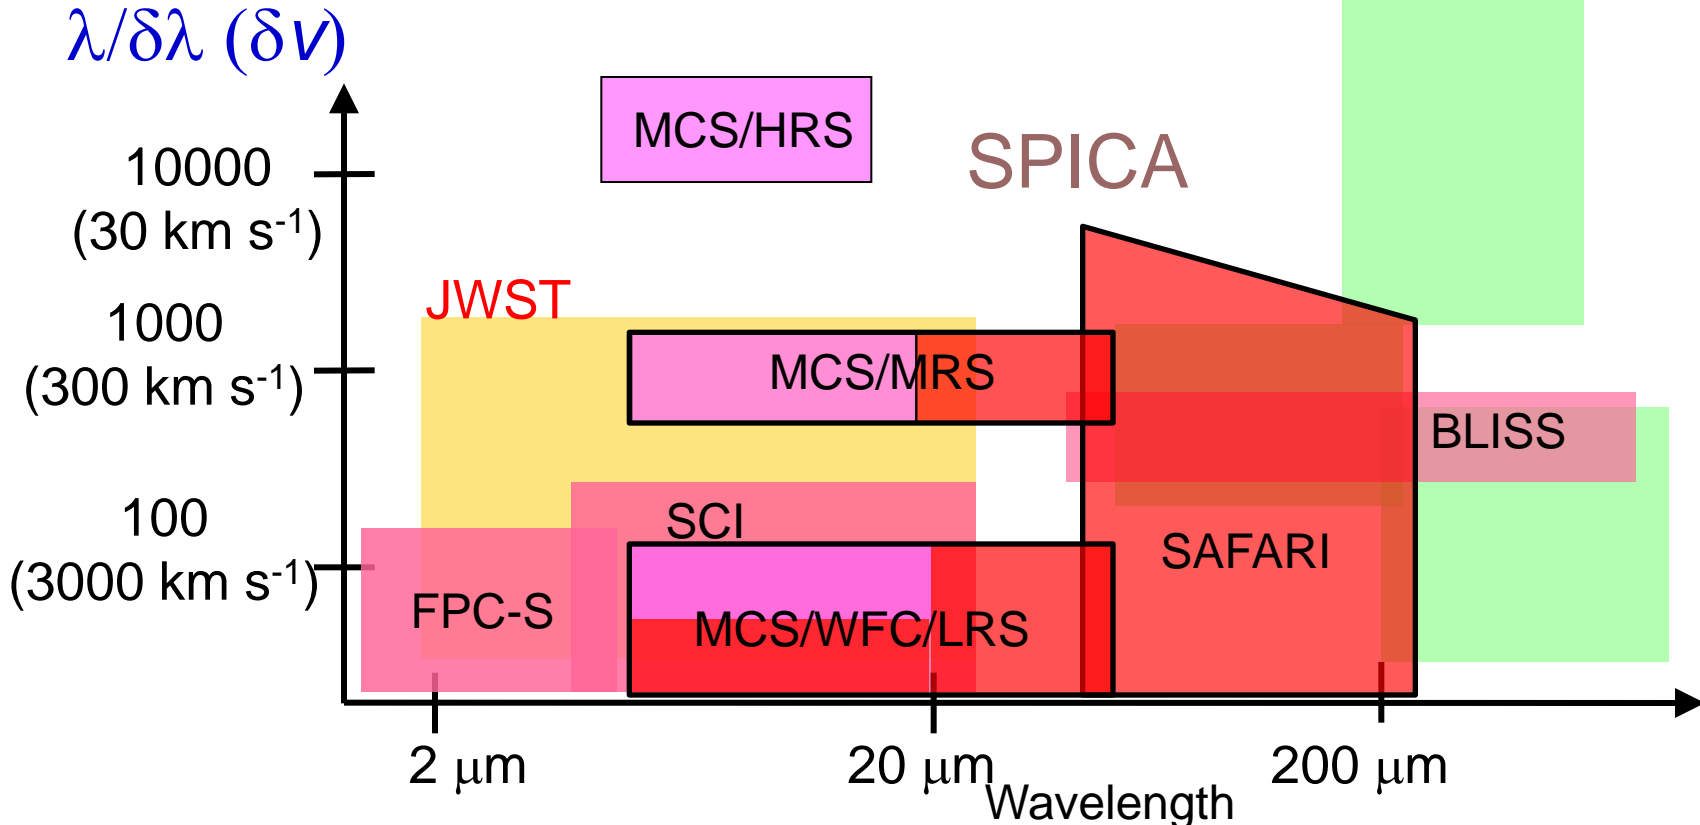 λ/δλ (δv)
MCS/HRS
SPICA
10000
(30 km s-1)
JWST
1000
(300 km s-1)
MCS/MRS
BLISS
100
(3000 km s-1)
SCI
SAFARI
FPC-S
MCS/WFC/LRS
2 μm
20 μm
200 μm
Wavelength